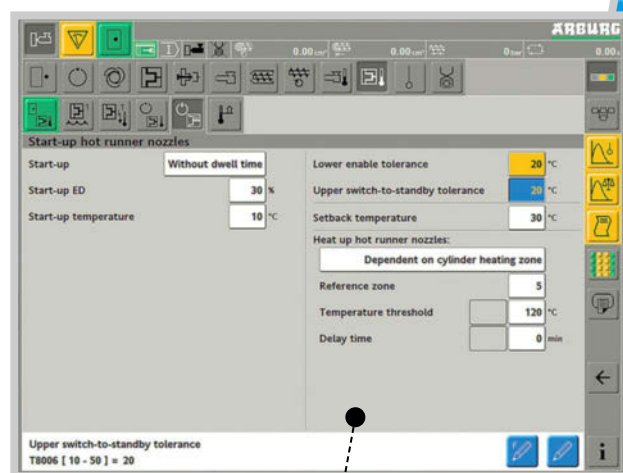 ARBURG
0.00 cm³ 0.00 cm³ 0 bar 0.00 s
Start-up hot runner nozzles
Start-up Without dwell time
Start-up ED 30 %
Start-up temperature 10 °C
Lower enable tolerance 20 °C
Upper switch-to-standby tolerance 20 °C
Setback temperature 30 °C
Heat up hot runner nozzles:
Dependent on cylinder heating zone
Reference zone 5
Temperature threshold 120 °C
Delay time 0 min
Upper switch-to-standby tolerance
T8006 [ 10 - 50 ] = 20
i